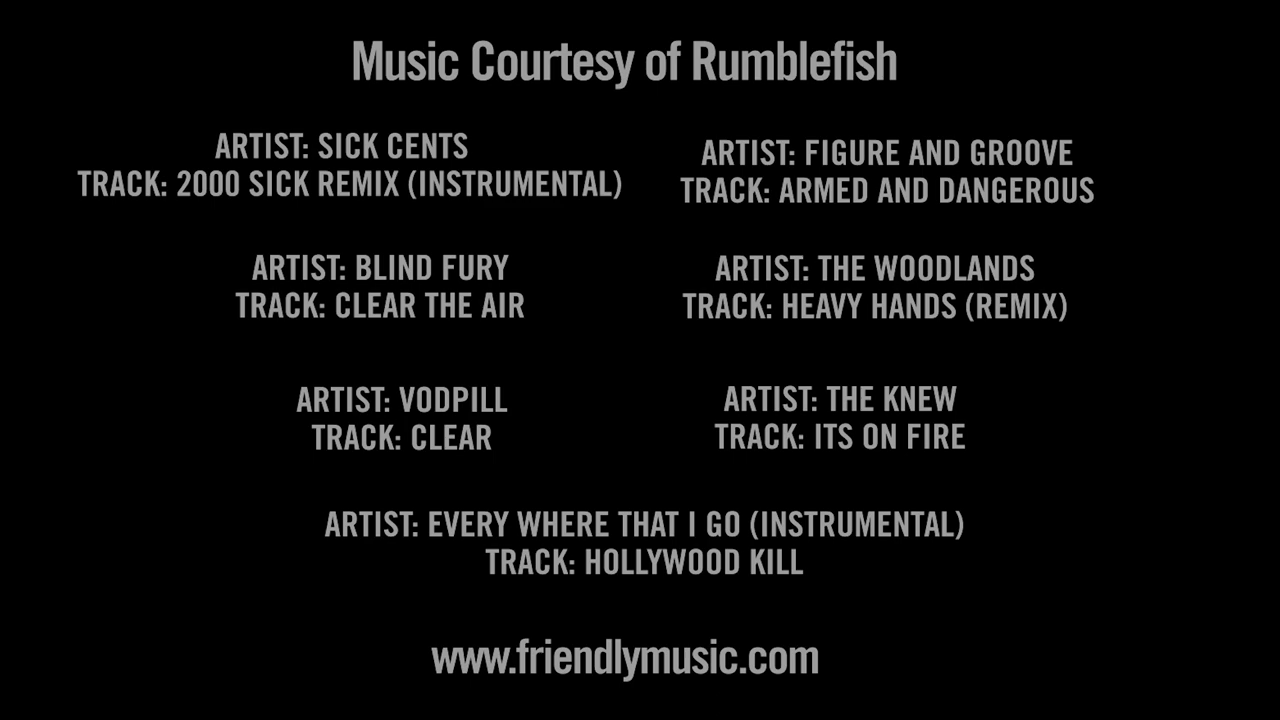 Music Courtesy of Rumblefish
ARTIST: SICK CENTS
TRACK: 2000 SICK REMIX (INSTRUMENTAL)
ARTIST: FIGURE AND GROOVE
TRACK: ARMED AND DANGEROUS
ARTIST: BLIND FURY
TRACK: CLEAR THE AIR
ARTIST: THE WOODLANDS
TRACK: HEAVY HANDS (REMIX)
ARTIST: VODPILL
TRACK: CLEAR
ARTIST: THE KNEW
TRACK: ITS ON FIRE
ARTIST: EVERY WHERE THAT I GO (INSTRUMENTAL)
TRACK: HOLLYWOOD KILL
www.friendlymusic.com